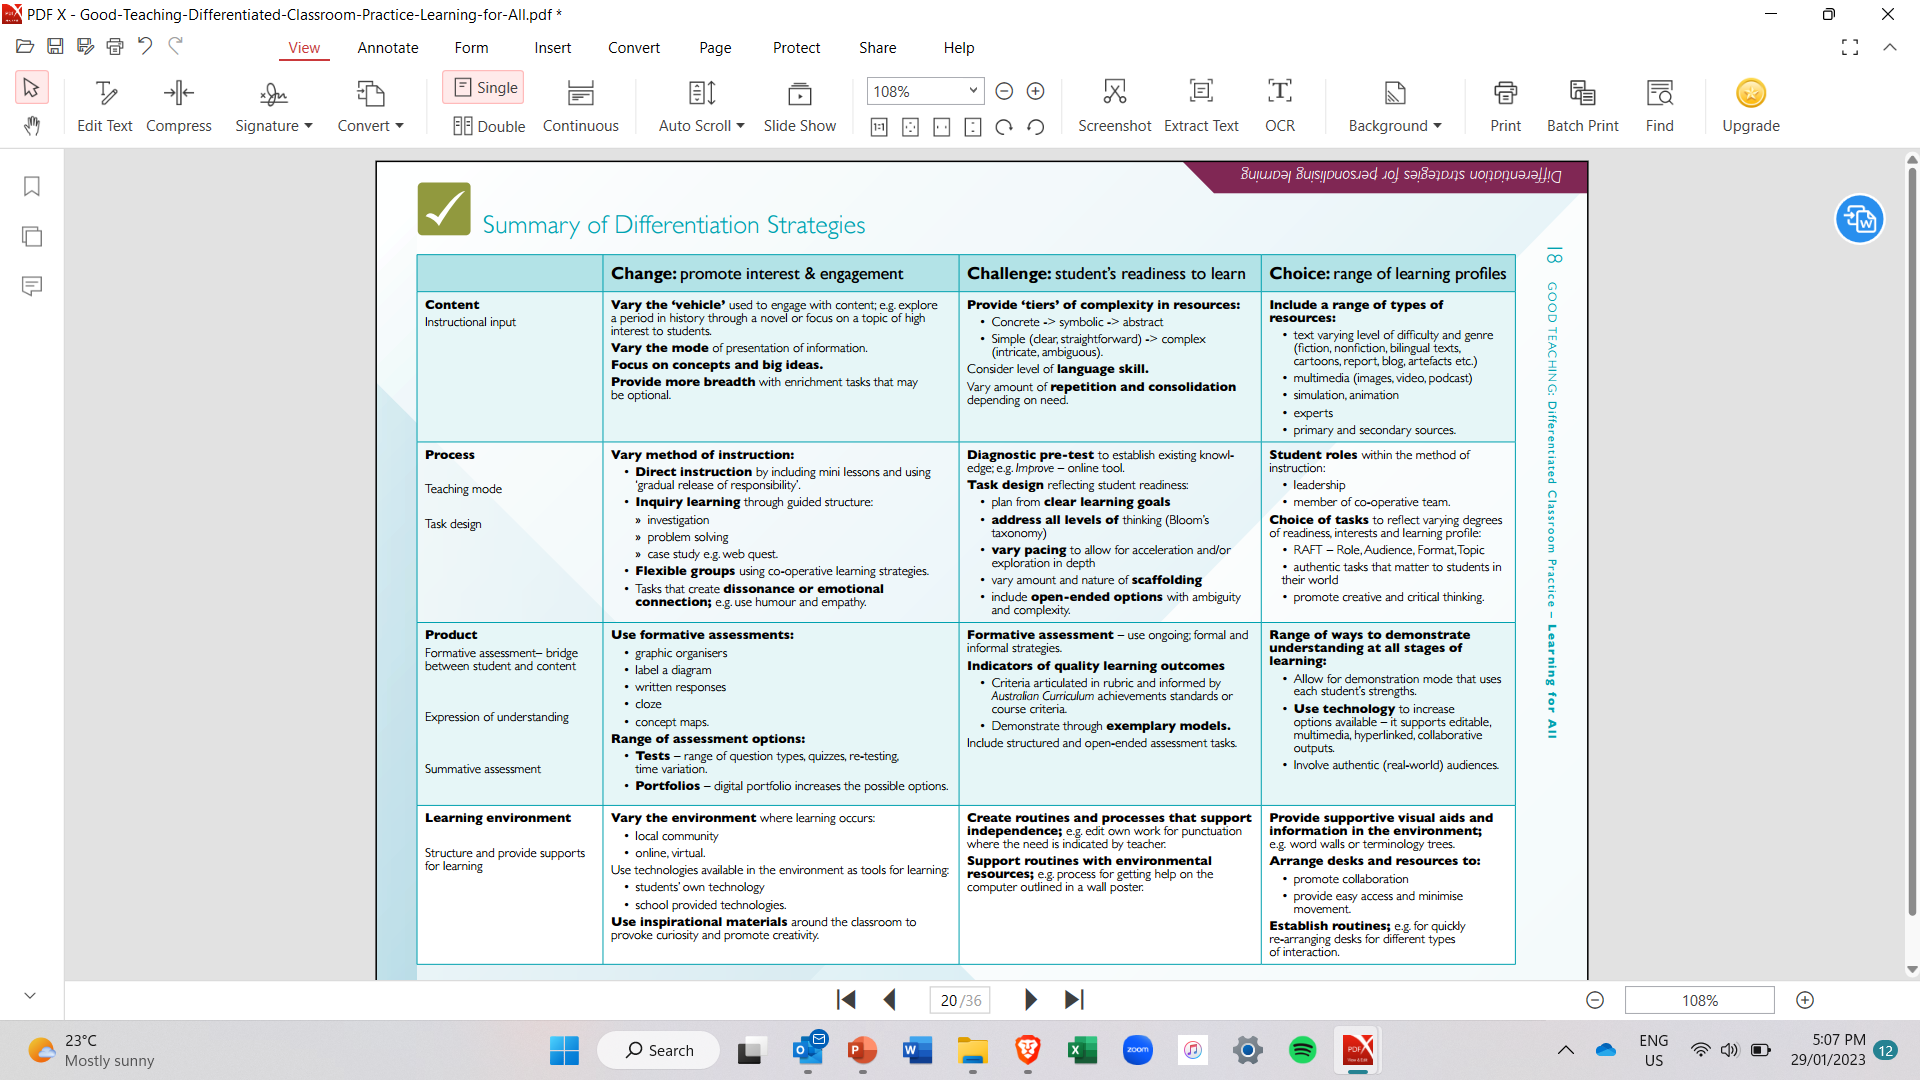 PDF X - Good-Teaching-Differentiated-Classroom-Practice-Learning-for-All.pdf *
View Annotate Form Insert Convert Page Protect Share Help
Single 108%
Edit Text Compress Signature Convert Double Continuous Auto Scroll Slide Show 1:1 Screenshot Extract Text OCR Background Print Batch Print Find Upgrade
Differentiation strategies for personalising learning
Summary of Differentiation Strategies
Change: promote interest & engagement
Challenge: student's readiness to learn
Choice: range of learning profiles
Content
Instructional input
Vary the 'vehicle' used to engage with content; e.g. explore
a period in history through a novel or focus on a topic of high
interest to students.
Vary the mode of presentation of information.
Focus on concepts and big ideas.
Provide more breadth with enrichment tasks that may
be optional.
Provide 'tiers' of complexity in resources:
• Concrete -> symbolic -> abstract
• Simple (clear, straightforward) -> complex
(intricate, ambiguous).
Consider level of language skill.
Vary amount of repetition and consolidation
depending on need.
Include a range of types of
resources:
• text varying level of difficulty and genre
(fiction, nonfiction, bilingual texts,
cartoons, report, blog, artefacts etc.)
• multimedia (images, video, podcast)
• simulation, animation
• experts
• primary and secondary sources.
Process
Teaching mode
Task design
Vary method of instruction:
• Direct instruction by including mini lessons and using
'gradual release of responsibility'.
• Inquiry learning through guided structure:
» investigation
» problem solving
» case study e.g. web quest.
• Flexible groups using co-operative learning strategies.
• Tasks that create dissonance or emotional
connection; e.g. use humour and empathy.
Diagnostic pre-test to establish existing knowl-
edge; e.g. Improve – online tool.
Task design reflecting student readiness:
• plan from clear learning goals
• address all levels of thinking (Bloom's
taxonomy)
• vary pacing to allow for acceleration and/or
exploration in depth
• vary amount and nature of scaffolding
• include open-ended options with ambiguity
and complexity.
Student roles within the method of
instruction:
• leadership
• member of co-operative team.
Choice of tasks to reflect varying degrees
of readiness, interests and learning profile:
• RAFT – Role, Audience, Format, Topic
• authentic tasks that matter to students in
their world
• promote creative and critical thinking.
Product
Formative assessment– bridge
between student and content
Expression of understanding
Summative assessment
Use formative assessments:
• graphic organisers
• label a diagram
• written responses
• cloze
• concept maps.
Range of assessment options:
• Tests – range of question types, quizzes, re-testing,
time variation.
• Portfolios – digital portfolio increases the possible options.
Formative assessment – use ongoing; formal and
informal strategies.
Indicators of quality learning outcomes
• Criteria articulated in rubric and informed by
Australian Curriculum achievements standards or
course criteria.
• Demonstrate through exemplary models.
Include structured and open-ended assessment tasks.
Range of ways to demonstrate
understanding at all stages of
learning:
• Allow for demonstration mode that uses
each student's strengths.
• Use technology to increase
options available – it supports editable,
multimedia, hyperlinked, collaborative
outputs.
• Involve authentic (real-world) audiences.
Learning environment
Structure and provide supports
for learning
Vary the environment where learning occurs:
• local community
• online, virtual.
Use technologies available in the environment as tools for learning:
• students' own technology
• school provided technologies.
Use inspirational materials around the classroom to
provoke curiosity and promote creativity.
Create routines and processes that support
independence; e.g. edit own work for punctuation
where the need is indicated by teacher.
Support routines with environmental
resources; e.g. process for getting help on the
computer outlined in a wall poster.
Provide supportive visual aids and
information in the environment;
e.g. word walls or terminology trees.
Arrange desks and resources to:
• promote collaboration
• provide easy access and minimise
movement.
Establish routines; e.g. for quickly
re-arranging desks for different types
of interaction.
18 GOOD TEACHING: Differentiated Classroom Practice – Learning for All
20 /36
108%
23°C
Mostly sunny
Search
zoom
ENG
US
5:07 PM
29/01/2023
12